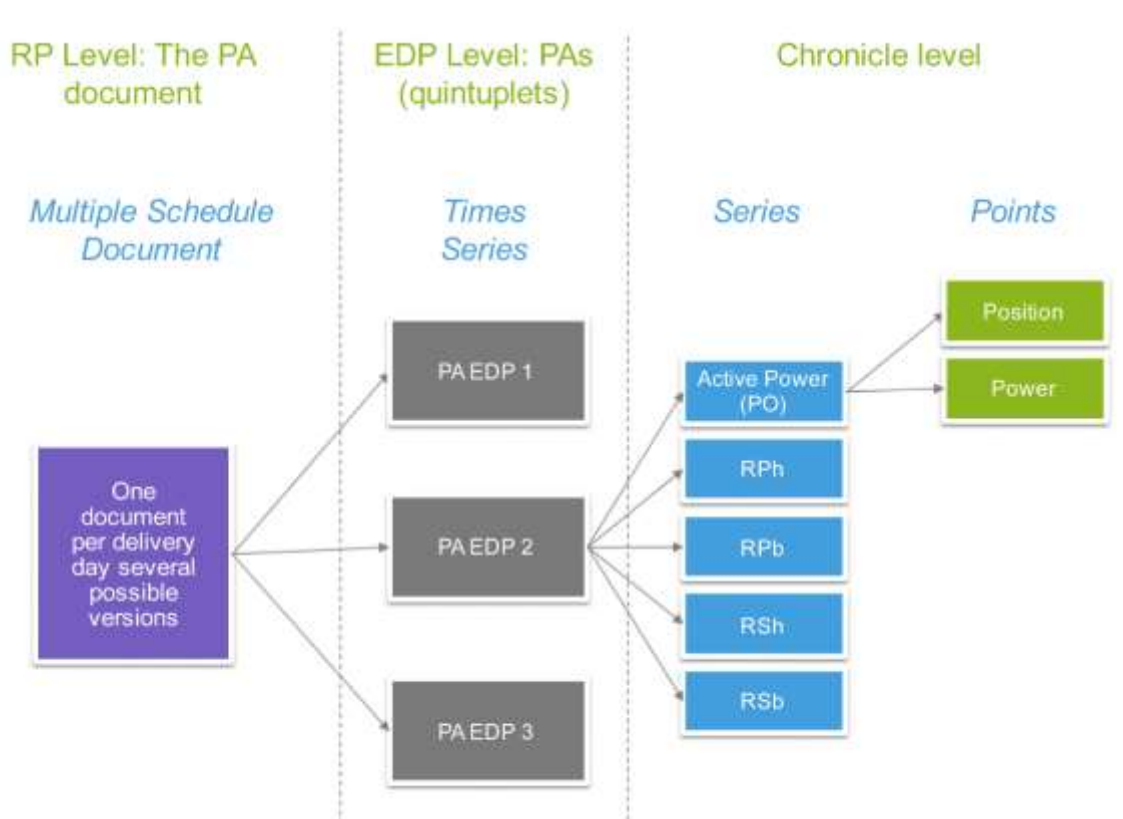 RP Level: The PA
document
EDP Level: PAs
(quintuplets)
Chronicle level
Multiple Schedule
Document
Times
Series
Series
Points
One
document
per delivery
day several
possible
versions
PA EDP 1
PA EDP 2
PA EDP 3
Active Power
(PO)
RPh
RPb
RSh
RSb
Position
Power